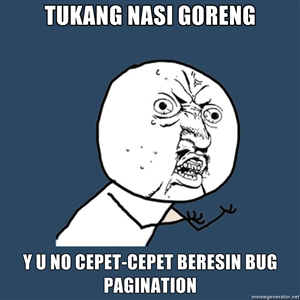 TUKANG NASI GORENG
Y U NO CEPET-CEPET BERESIN BUG
PAGINATION
memegenerator.net